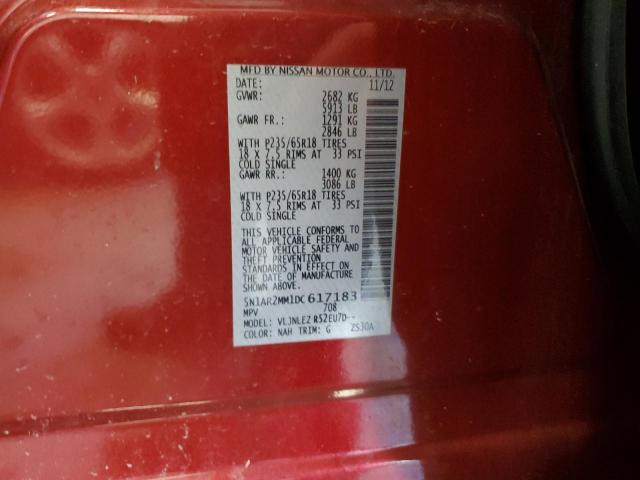 MFD BY NISSAN MOTOR CO., LTD.
DATE: 11/12
GVWR: 2682 KG
5913 LB
GAWR FR.: 1291 KG
2846 LB
WITH P235/65R18 TIRES
18 X 7.5 RIMS AT 33 PSI
COLD SINGLE
GAWR RR.: 1400 KG
3086 LB
WITH P235/65R18 TIRES
18 X 7.5 RIMS AT 33 PSI
COLD SINGLE
THIS VEHICLE CONFORMS TO
ALL APPLICABLE FEDERAL
MOTOR VEHICLE SAFETY AND
THEFT PREVENTION
STANDARDS IN EFFECT ON
THE DATE OF MANUFACTURE
SHOWN ABOVE.
5N1AR2MM1DC617183
MPV 708
MODEL: VLJNLEZ R52EU7D--
COLOR: NAH TRIM: G ZS30A